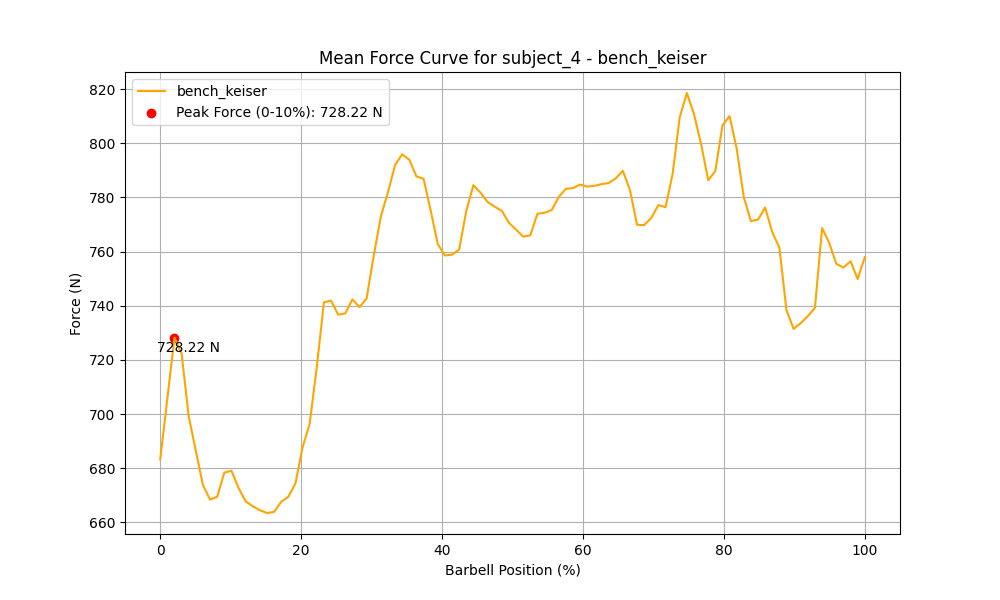 Mean Force Curve for subject_4 - bench_keiser
bench_keiser
Peak Force (0-10%): 728.22 N
820
800
780
760
740
720
700
680
660
Force (N)
728.22 N
0 20 40 60 80 100
Barbell Position (%)